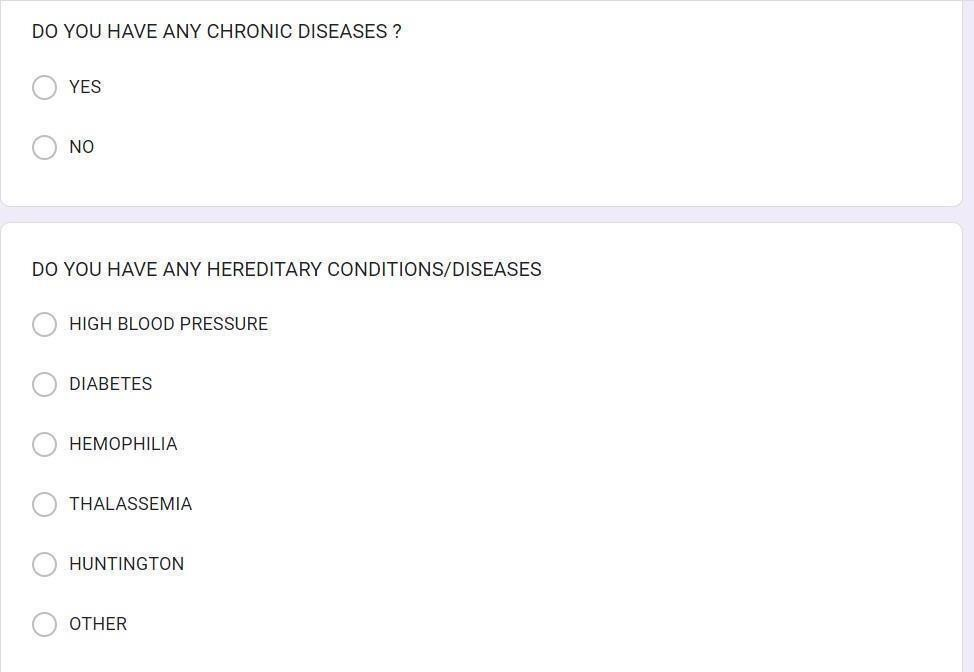 DO YOU HAVE ANY CHRONIC DISEASES ?
YES
NO
DO YOU HAVE ANY HEREDITARY CONDITIONS/DISEASES
HIGH BLOOD PRESSURE
DIABETES
HEMOPHILIA
THALASSEMIA
HUNTINGTON
OTHER